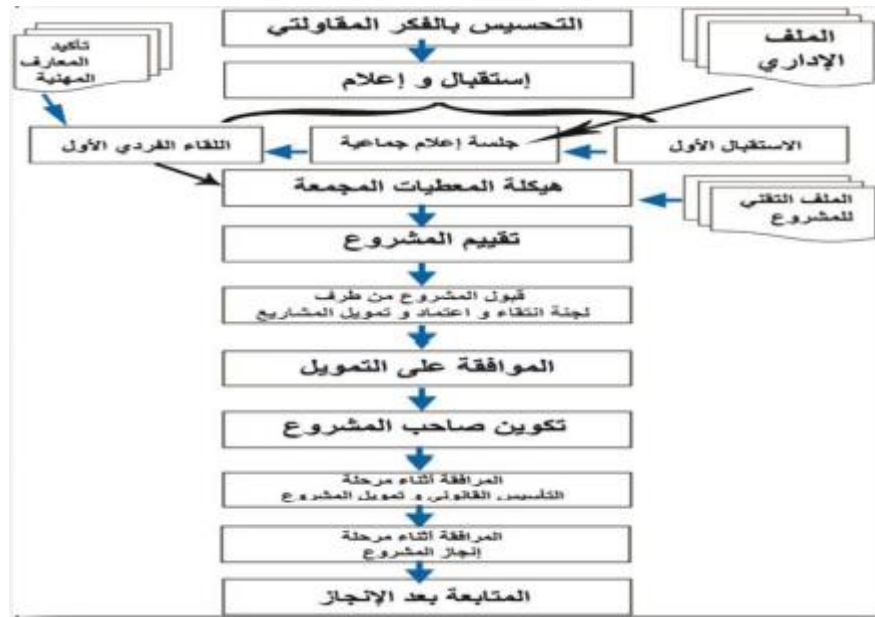 التحسيس بالفكر المقاولتي
الملف
الإداري
تأكيد
المعارف
المهنية
إستقبال و إعلام
الاستقبال الأول
جلسة إعلام جماعية
اللقاء الفردي الأول
هيكلة المعطيات المجمعة
الملف التقني
للمشروع
تقييم المشروع
قبول المشروع من طرف
لجنة انتقاء و اعتماد و تمويل المشاريع
الموافقة على التمويل
تكوين صاحب المشروع
المرافقة أثناء مرحلة
التأسيس القانوني و تمويل المشروع
المرافقة أثناء مرحلة
إنجاز المشروع
المتابعة بعد الإنجاز